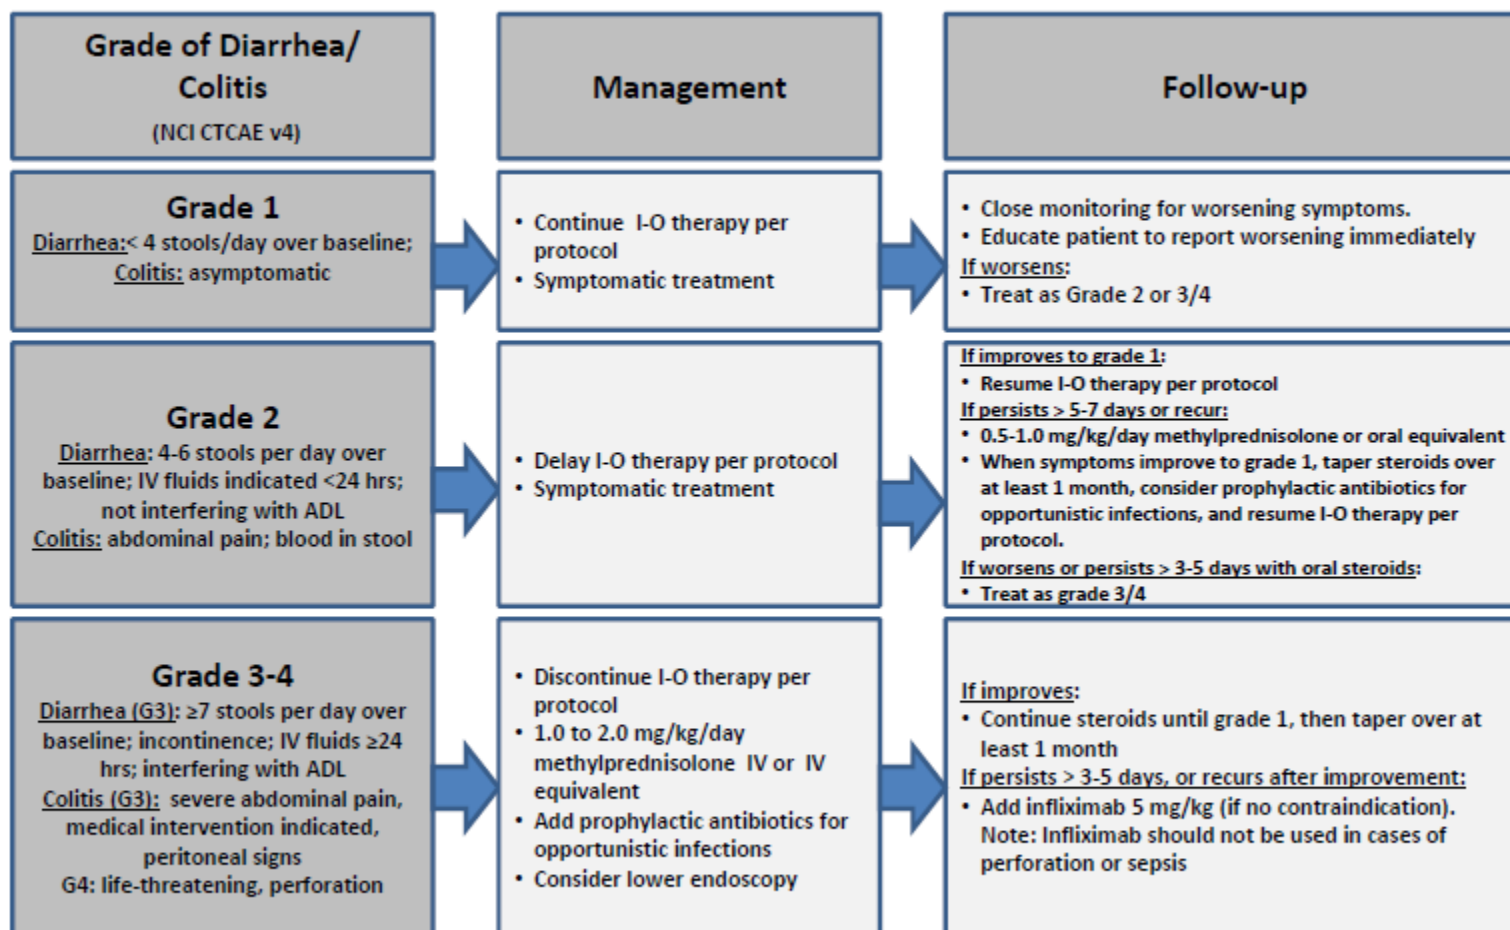 Grade of Diarrhea/
Colitis
(NCI CTCAE v4)
Management
Follow-up
Grade 1
Diarrhea:< 4 stools/day over baseline;
Colitis: asymptomatic
• Continue I-O therapy per
protocol
• Symptomatic treatment
• Close monitoring for worsening symptoms.
• Educate patient to report worsening immediately
If worsens:
• Treat as Grade 2 or 3/4
Grade 2
Diarrhea: 4-6 stools per day over
baseline; IV fluids indicated <24 hrs;
not interfering with ADL
Colitis: abdominal pain; blood in stool
• Delay I-O therapy per protocol
• Symptomatic treatment
If improves to grade 1:
• Resume I-O therapy per protocol
If persists > 5-7 days or recur:
• 0.5-1.0 mg/kg/day methylprednisolone or oral equivalent
• When symptoms improve to grade 1, taper steroids over
at least 1 month, consider prophylactic antibiotics for
opportunistic infections, and resume I-O therapy per
protocol.
If worsens or persists > 3-5 days with oral steroids:
• Treat as grade 3/4
Grade 3-4
Diarrhea (G3): ≥7 stools per day over
baseline; incontinence; IV fluids ≥24
hrs; interfering with ADL
Colitis (G3): severe abdominal pain,
medical intervention indicated,
peritoneal signs
G4: life-threatening, perforation
• Discontinue I-O therapy per
protocol
• 1.0 to 2.0 mg/kg/day
methylprednisolone IV or IV
equivalent
• Add prophylactic antibiotics for
opportunistic infections
• Consider lower endoscopy
If improves:
• Continue steroids until grade 1, then taper over at
least 1 month
If persists > 3-5 days, or recurs after improvement:
• Add infliximab 5 mg/kg (if no contraindication).
Note: Infliximab should not be used in cases of
perforation or sepsis